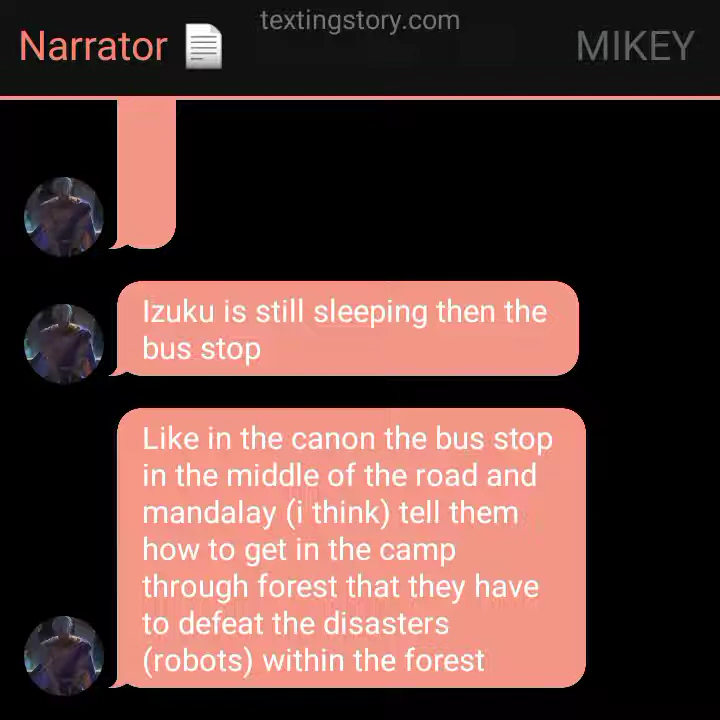 textingstory.com
Narrator
MIKEY
Izuku is still sleeping then the
bus stop
Like in the canon the bus stop
in the middle of the road and
mandalay (i think) tell them
how to get in the camp
through forest that they have
to defeat the disasters
(robots) within the forest